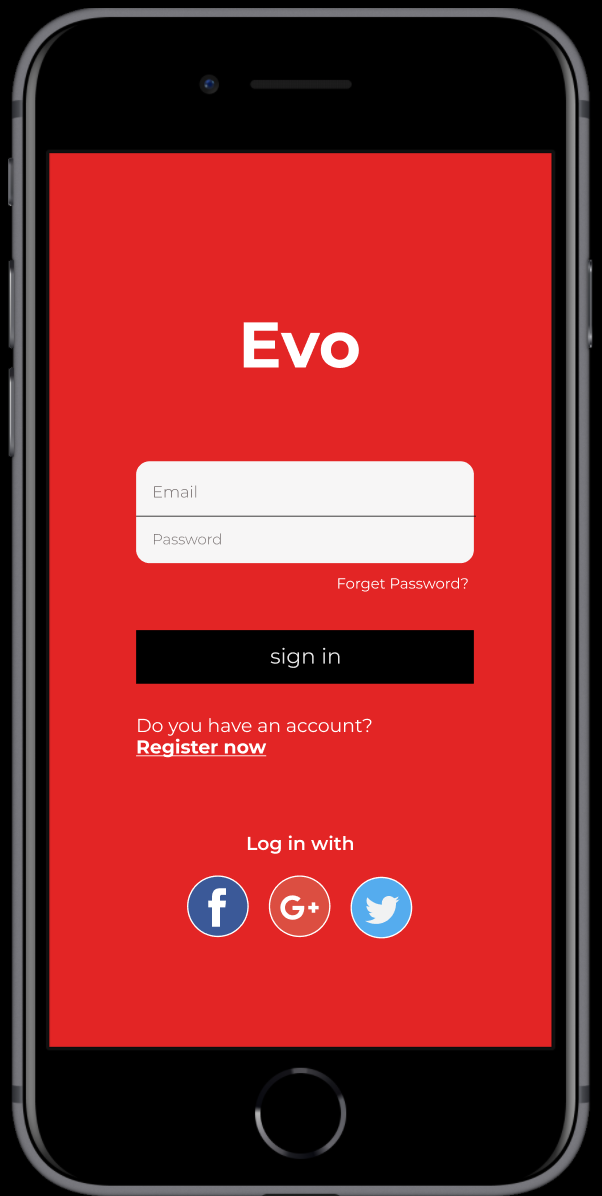 Evo
Email
Password
Forget Password?
sign in
Do you have an account?
Register now
Log in with
f
G+